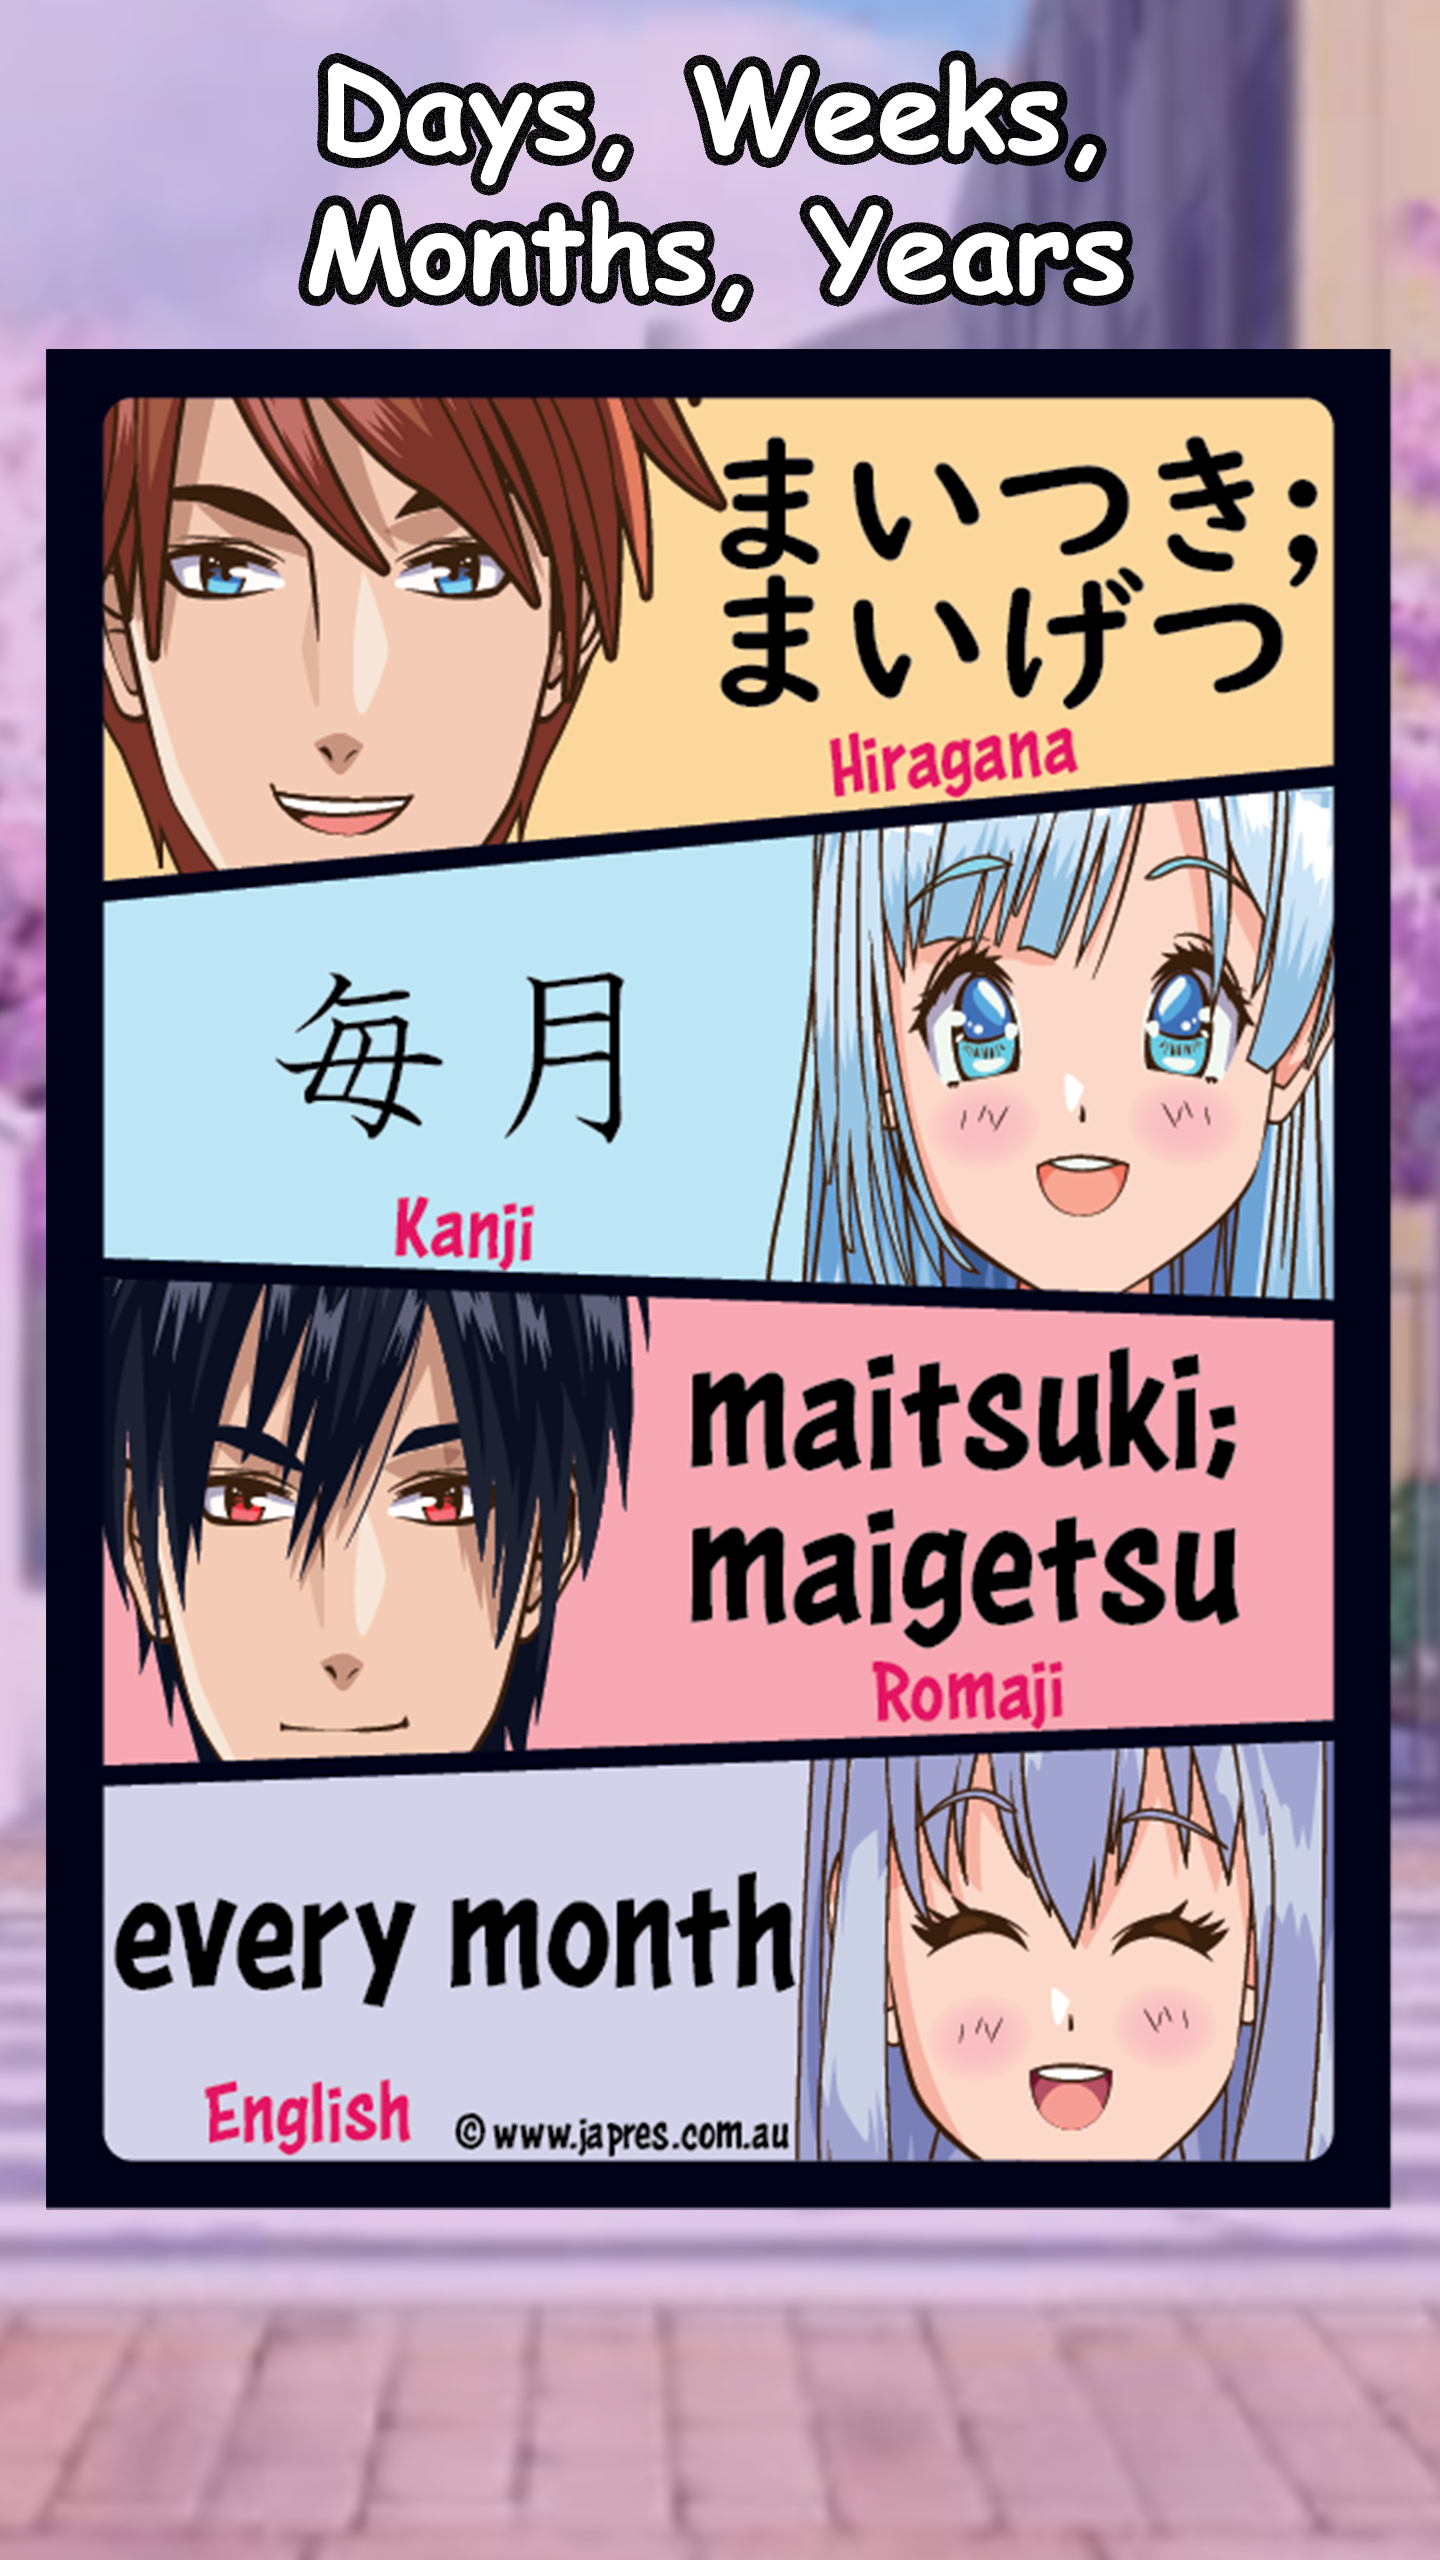 Days, Weeks,
Months, Years
まいつき;
まいげつ
Hiragana
毎月
Kanji
maitsuki;
maigetsu
Romaji
every month
English
© www.japres.com.au